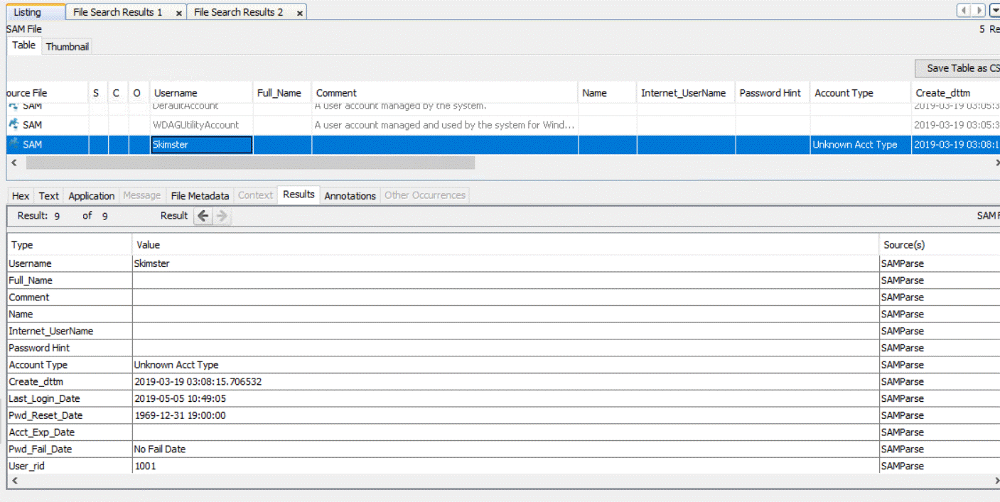 Listing File Search Results 1 x File Search Results 2 x
SAM File 5 Re
Table Thumbnail
Save Table as CS
ource File S C O Username Full_Name Comment Name Internet_UserName Password Hint Account Type Create_dttm
SAM DefaultAccount A user account managed by the system. 2019-03-19 03:05:3
SAM WDAGUtilityAccount A user account managed and used by the system for Wind... 2019-03-19 03:05:3
SAM Skimster Unknown Acct Type 2019-03-19 03:08:1
Hex Text Application Message File Metadata Context Results Annotations Other Occurrences
Result: 9 of 9 Result SAM F
Type Value Source(s)
Username Skimster SAMParse
Full_Name SAMParse
Comment SAMParse
Name SAMParse
Internet_UserName SAMParse
Password Hint SAMParse
Account Type Unknown Acct Type SAMParse
Create_dttm 2019-03-19 03:08:15.706532 SAMParse
Last_Login_Date 2019-05-05 10:49:05 SAMParse
Pwd_Reset_Date 1969-12-31 19:00:00 SAMParse
Acct_Exp_Date SAMParse
Pwd_Fail_Date No Fail Date SAMParse
User_rid 1001 SAMParse